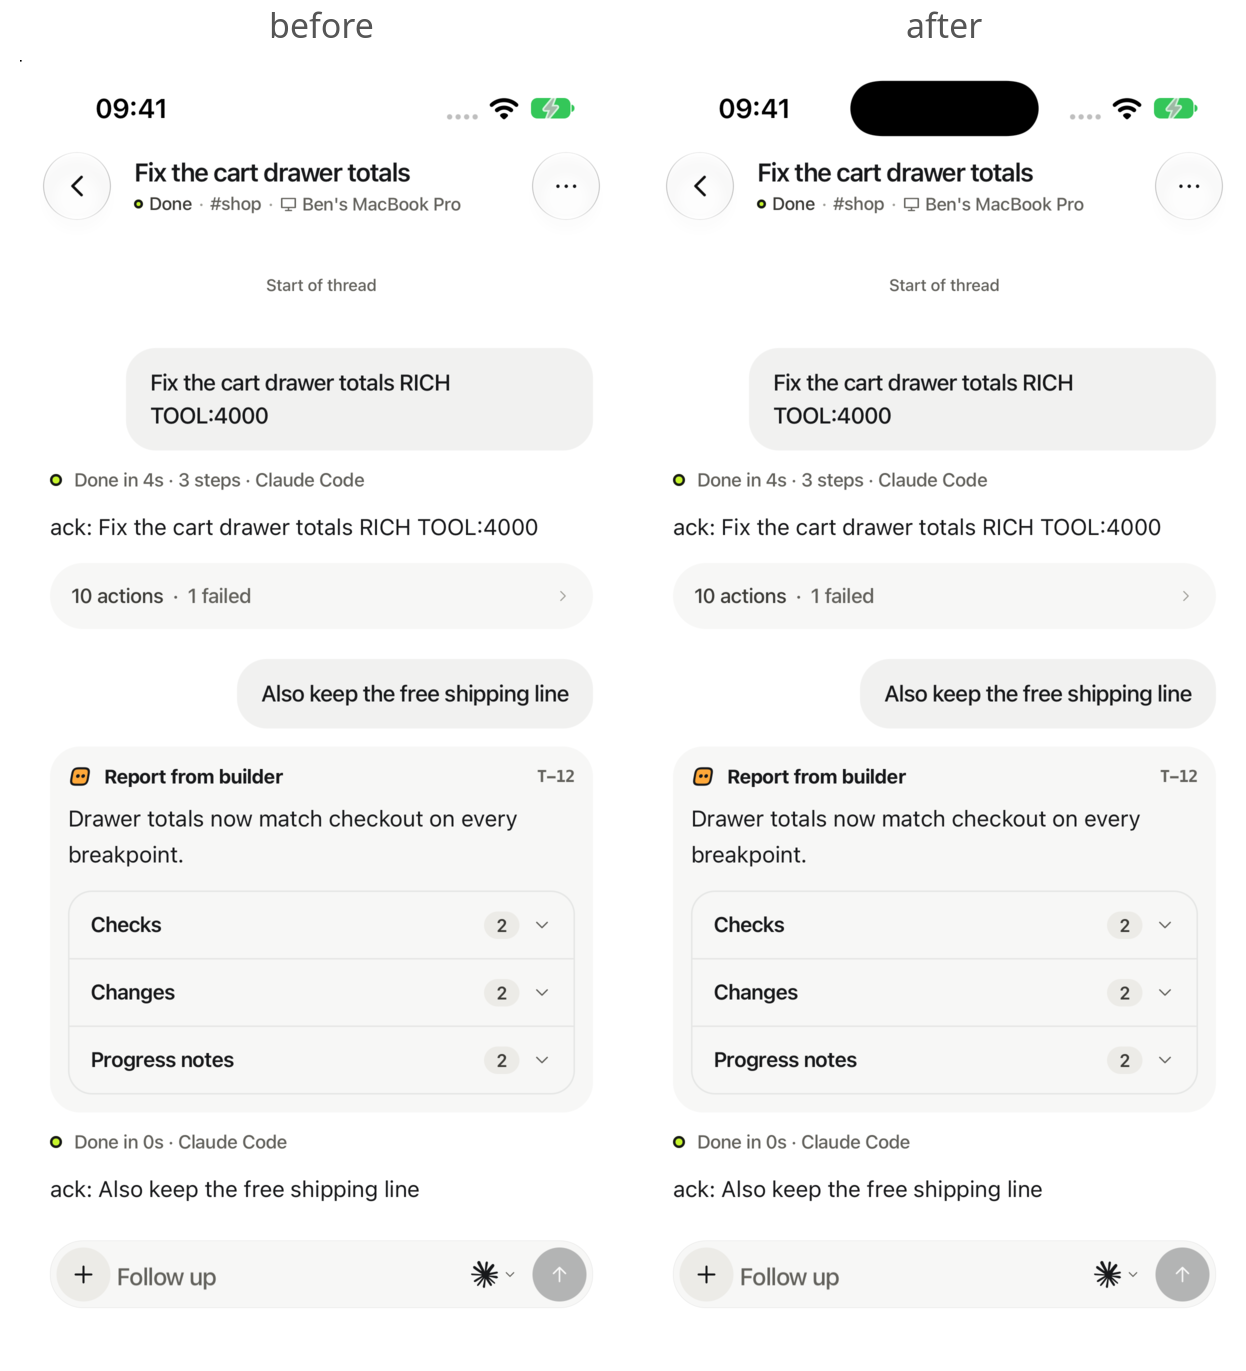 before
09:41
Fix the cart drawer totals
Done · #shop · Ben's MacBook Pro
Start of thread
Fix the cart drawer totals RICH
TOOL:4000
Done in 4s · 3 steps · Claude Code
ack: Fix the cart drawer totals RICH TOOL:4000
10 actions · 1 failed
Also keep the free shipping line
Report from builder T–12
Drawer totals now match checkout on every
breakpoint.
Checks 2
Changes 2
Progress notes 2
Done in 0s · Claude Code
ack: Also keep the free shipping line
Follow up
after
09:41
Fix the cart drawer totals
Done · #shop · Ben's MacBook Pro
Start of thread
Fix the cart drawer totals RICH
TOOL:4000
Done in 4s · 3 steps · Claude Code
ack: Fix the cart drawer totals RICH TOOL:4000
10 actions · 1 failed
Also keep the free shipping line
Report from builder T–12
Drawer totals now match checkout on every
breakpoint.
Checks 2
Changes 2
Progress notes 2
Done in 0s · Claude Code
ack: Also keep the free shipping line
Follow up